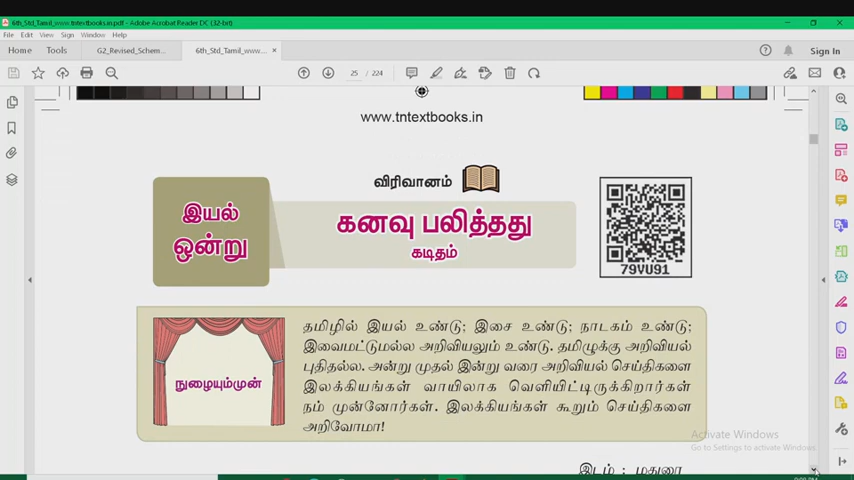 6th_Std_Tamil_www.tntextbooks.in.pdf - Adobe Acrobat Reader DC (32-bit)
File Edit View Sign Window Help
Home Tools G2_Revised_Schem... 6th_Std_Tamil_www.... × Sign In
25 / 224
www.tntextbooks.in
விரிவானம்
இயல்
ஒன்று
கனவு பலித்தது
கடிதம்
79VU91
நுழையும்முன்
தமிழில் இயல் உண்டு; இசை உண்டு; நாடகம் உண்டு;
இவைமட்டுமல்ல அறிவியலும் உண்டு. தமிழுக்கு அறிவியல்
புதிதல்ல. அன்று முதல் இன்று வரை அறிவியல் செய்திகளை
இலக்கியங்கள் வாயிலாக வெளியிட்டிருக்கிறார்கள்
நம் முன்னோர்கள். இலக்கியங்கள் கூறும் செய்திகளை
அறிவோமா!
Activate Windows
Go to Settings to activate Windows.
இடம் : மதுரை